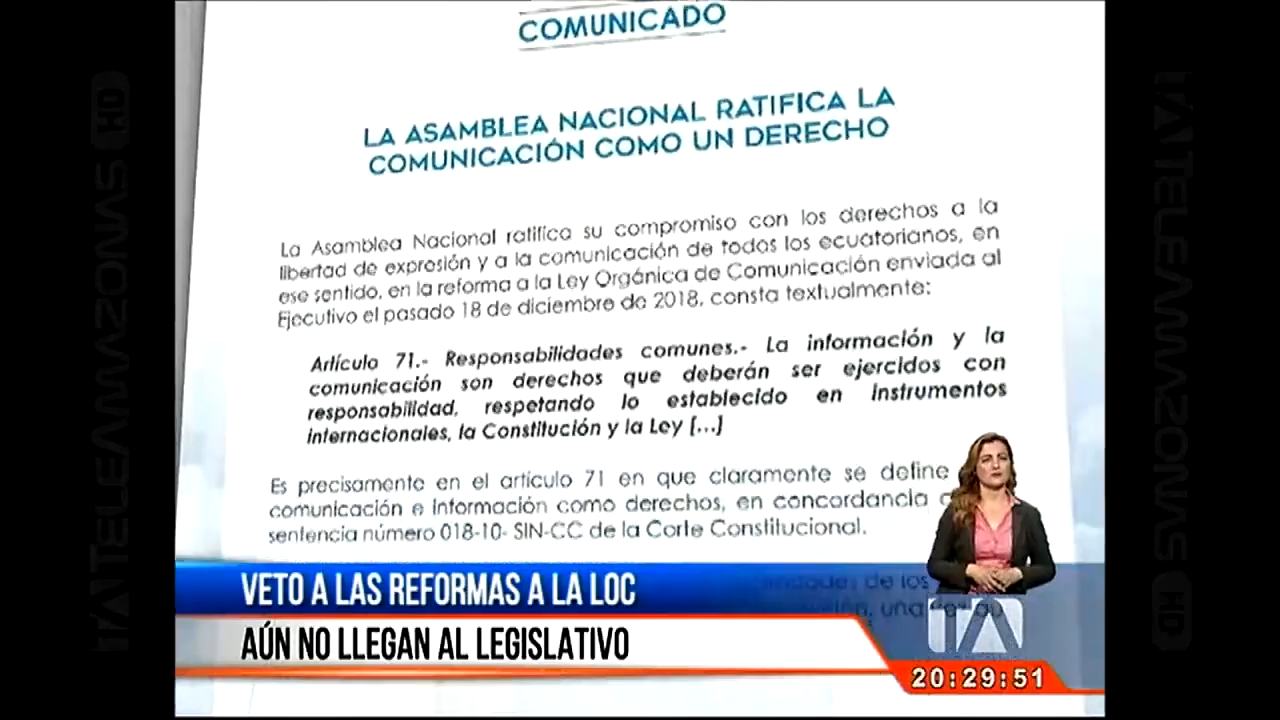 COMUNICADO
LA ASAMBLEA NACIONAL RATIFICA LA
COMUNICACIÓN COMO UN DERECHO
La Asamblea Nacional ratifica su compromiso con los derechos a la
libertad de expresión y a la comunicación de todos los ecuatorianos, en
ese sentido, en la reforma a la Ley Orgánica de Comunicación enviada al
Ejecutivo el pasado 18 de diciembre de 2018, consta textualmente:
Artículo 71.- Responsabilidades comunes.- La información y la
comunicación son derechos que deberán ser ejercidos con
responsabilidad, respetando lo establecido en instrumentos
internacionales, la Constitución y la Ley [...]
Es precisamente en el artículo 71 en que claramente se define
comunicación e información como derechos, en concordancia
sentencia número 018-10- SIN-CC de la Corte Constitucional.
de los
una
VETO A LAS REFORMAS A LA LOC
AÚN NO LLEGAN AL LEGISLATIVO
20:29:51
TELEAMAZONAS HD
TELEAMAZONAS HD